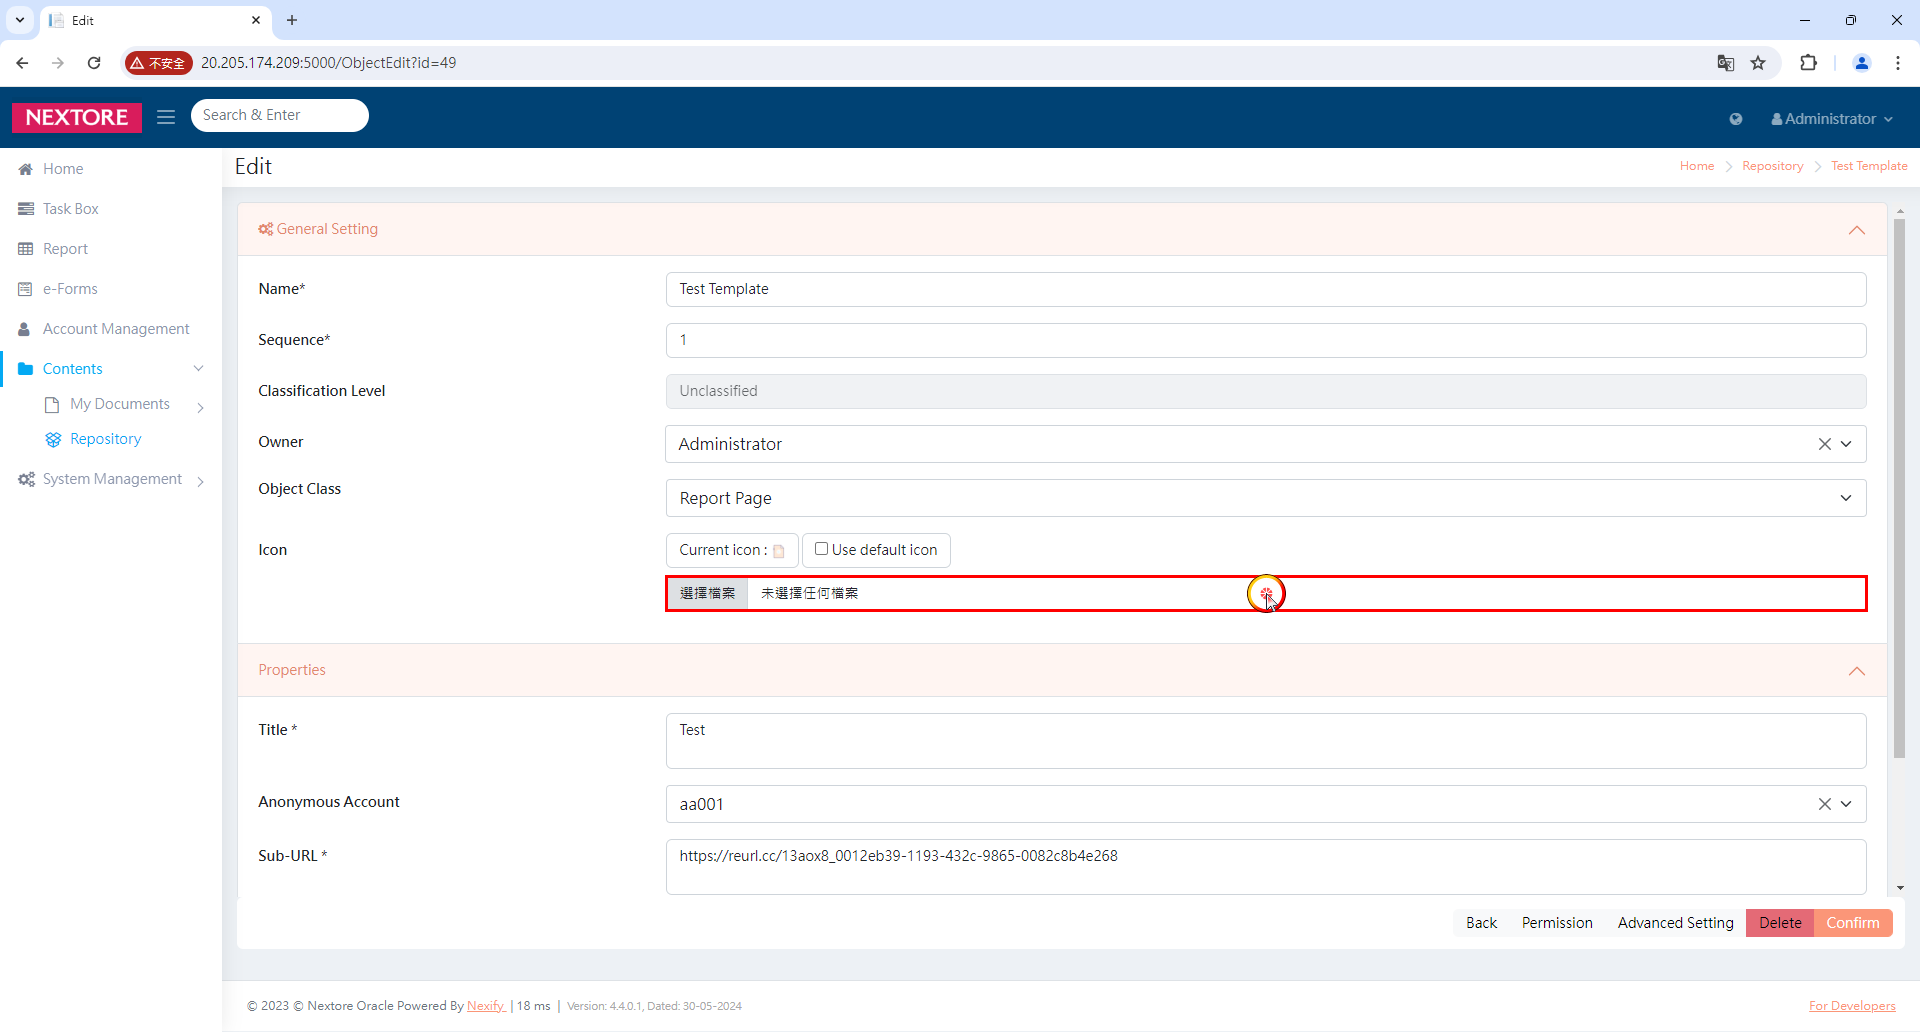 Edit
不安全
20.205.174.209:5000/ObjectEdit?id=49
NEXTORE
Search & Enter
Administrator
Home
Task Box
Report
e-Forms
Account Management
Contents
My Documents
Repository
System Management
Edit
Home
Repository
Test Template
General Setting
Name*
Test Template
Sequence*
1
Classification Level
Unclassified
Owner
Administrator
Object Class
Report Page
Icon
Current icon :
Use default icon
選擇檔案
未選擇任何檔案
Properties
Title *
Test
Anonymous Account
aa001
Sub-URL *
https://reurl.cc/13aox8_0012eb39-1193-432c-9865-0082c8b4e268
Back
Permission
Advanced Setting
Delete
Confirm
© 2023 © Nextore Oracle Powered By Nexify | 18 ms | Version: 4.4.0.1, Dated: 30-05-2024
For Developers